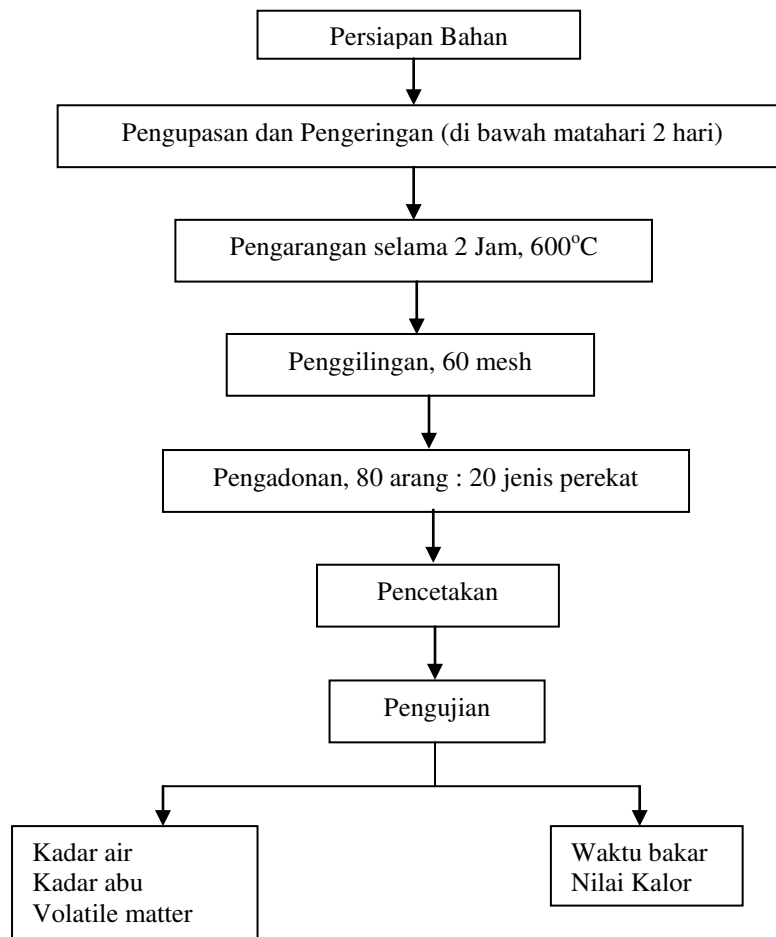 Persiapan Bahan
Pengupasan dan Pengeringan (di bawah matahari 2 hari)
Pengarangan selama 2 Jam, 600°C
Penggilingan, 60 mesh
Pengadonan, 80 arang : 20 jenis perekat
Pencetakan
Pengujian
Kadar air
Kadar abu
Volatile matter
Waktu bakar
Nilai Kalor